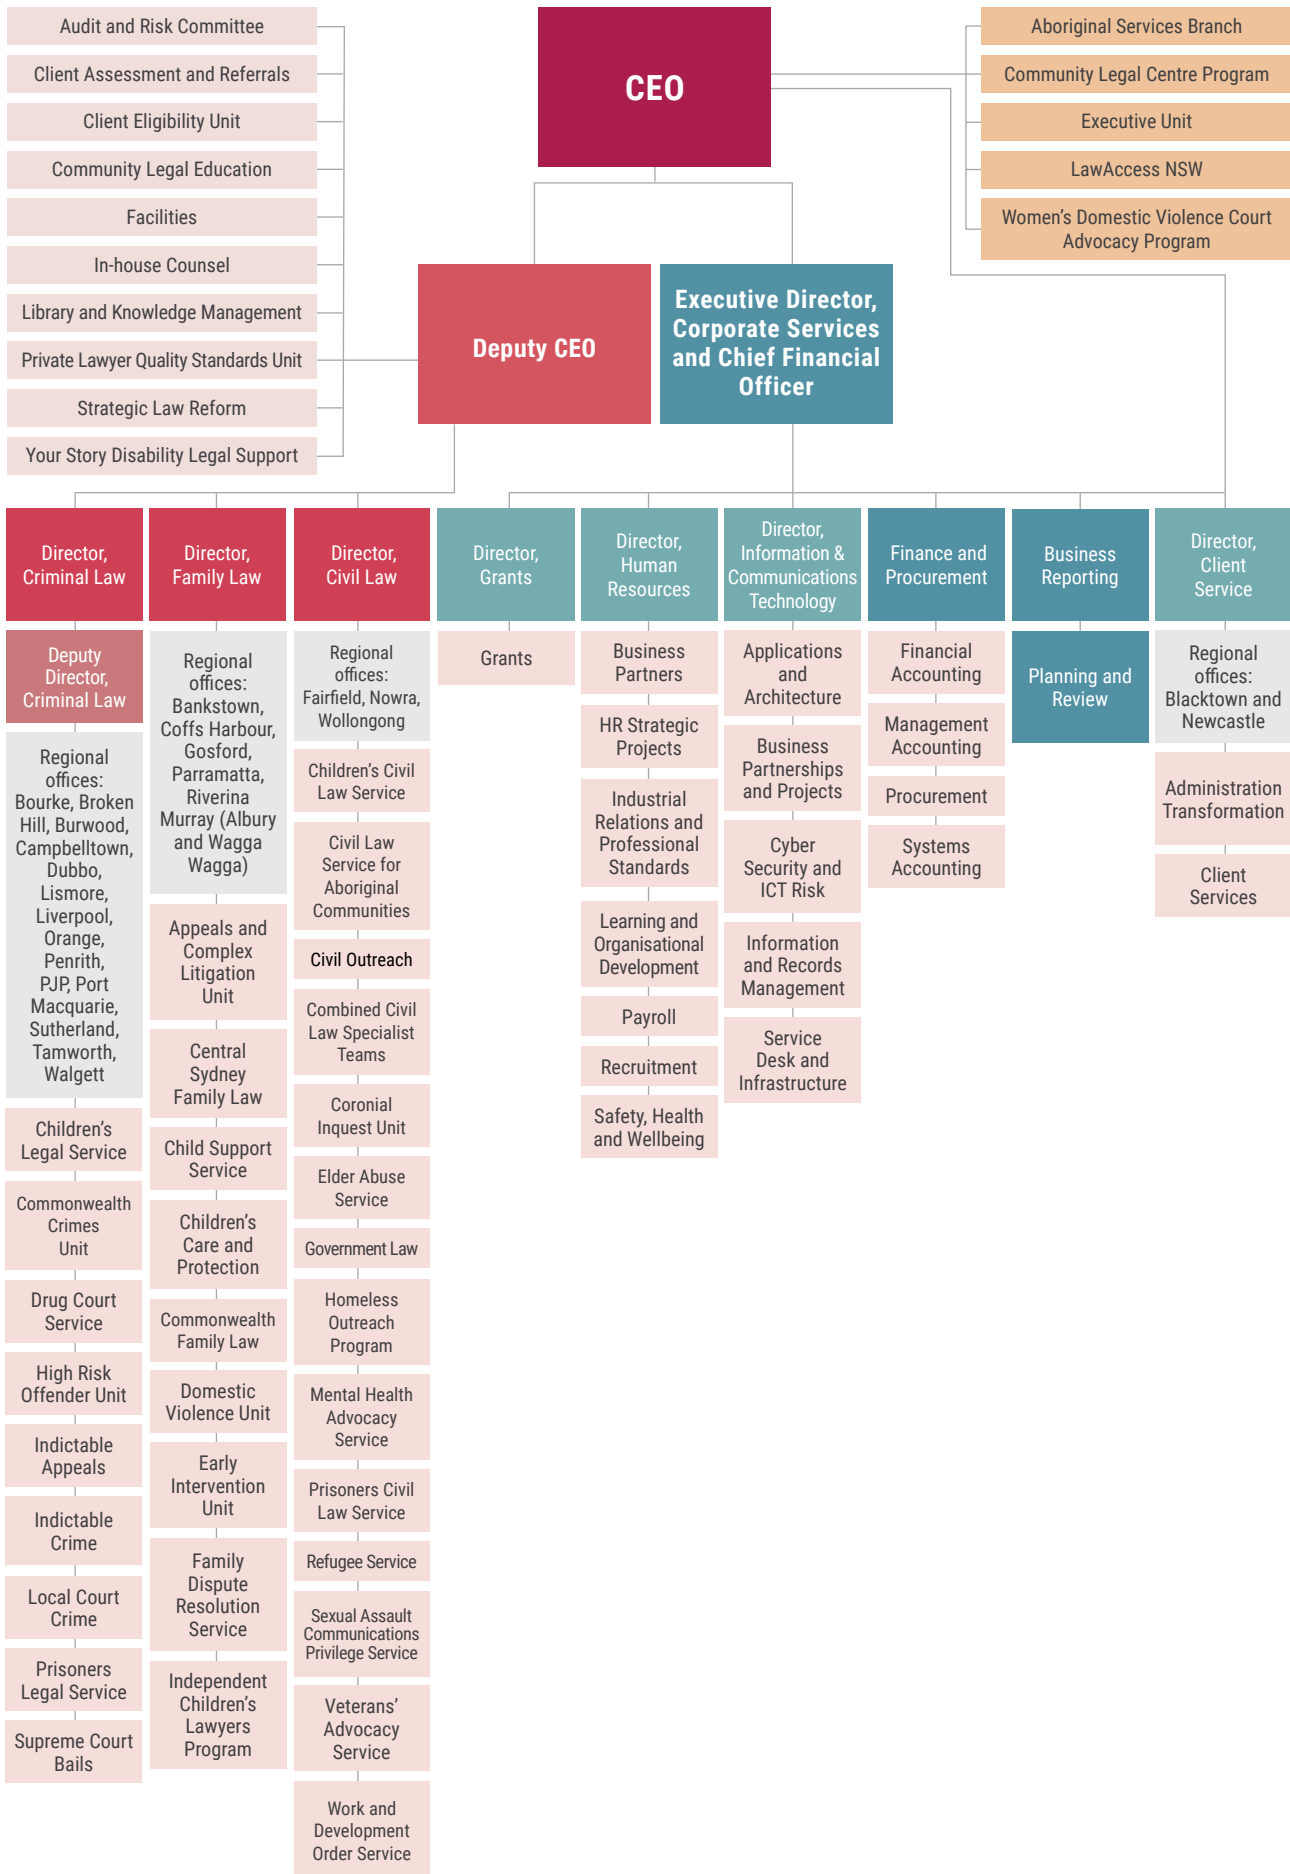 Audit and Risk Committee
Client Assessment and Referrals
Client Eligibility Unit
Community Legal Education
Facilities
In-house Counsel
Library and Knowledge Management
Private Lawyer Quality Standards Unit
Strategic Law Reform
Your Story Disability Legal Support
CEO
Aboriginal Services Branch
Community Legal Centre Program
Executive Unit
LawAccess NSW
Women's Domestic Violence Court
Advocacy Program
Deputy CEO
Executive Director,
Corporate Services
and Chief Financial
Officer
Director,
Criminal Law
Deputy
Director,
Criminal Law
Regional
offices:
Bourke, Broken
Hill, Burwood,
Campbelltown,
Dubbo,
Lismore,
Liverpool,
Orange,
Penrith,
PJP, Port
Macquarie,
Sutherland,
Tamworth,
Walgett
Children's
Legal Service
Commonwealth
Crimes
Unit
Drug Court
Service
High Risk
Offender Unit
Indictable
Appeals
Indictable
Crime
Local Court
Crime
Prisoners
Legal Service
Supreme Court
Bails
Director,
Family Law
Regional
offices:
Bankstown,
Coffs Harbour,
Gosford,
Parramatta,
Riverina
Murray (Albury
and Wagga
Wagga)
Appeals and
Complex
Litigation
Unit
Central
Sydney
Family Law
Child Support
Service
Children's
Care and
Protection
Commonwealth
Family Law
Domestic
Violence Unit
Early
Intervention
Unit
Family
Dispute
Resolution
Service
Independent
Children's
Lawyers
Program
Director,
Civil Law
Regional
offices:
Fairfield, Nowra,
Wollongong
Children's Civil
Law Service
Civil Law
Service for
Aboriginal
Communities
Civil Outreach
Combined Civil
Law Specialist
Teams
Coronial
Inquest Unit
Elder Abuse
Service
Government Law
Homeless
Outreach
Program
Mental Health
Advocacy
Service
Prisoners Civil
Law Service
Refugee Service
Sexual Assault
Communications
Privilege Service
Veterans'
Advocacy
Service
Work and
Development
Order Service
Director,
Grants
Grants
Director,
Human
Resources
Business
Partners
HR Strategic
Projects
Industrial
Relations and
Professional
Standards
Learning and
Organisational
Development
Payroll
Recruitment
Safety, Health
and Wellbeing
Director,
Information &
Communications
Technology
Applications
and
Architecture
Business
Partnerships
and Projects
Cyber
Security and
ICT Risk
Information
and Records
Management
Service
Desk and
Infrastructure
Finance and
Procurement
Financial
Accounting
Management
Accounting
Procurement
Systems
Accounting
Business
Reporting
Planning and
Review
Director,
Client
Service
Regional
offices:
Blacktown and
Newcastle
Administration
Transformation
Client
Services